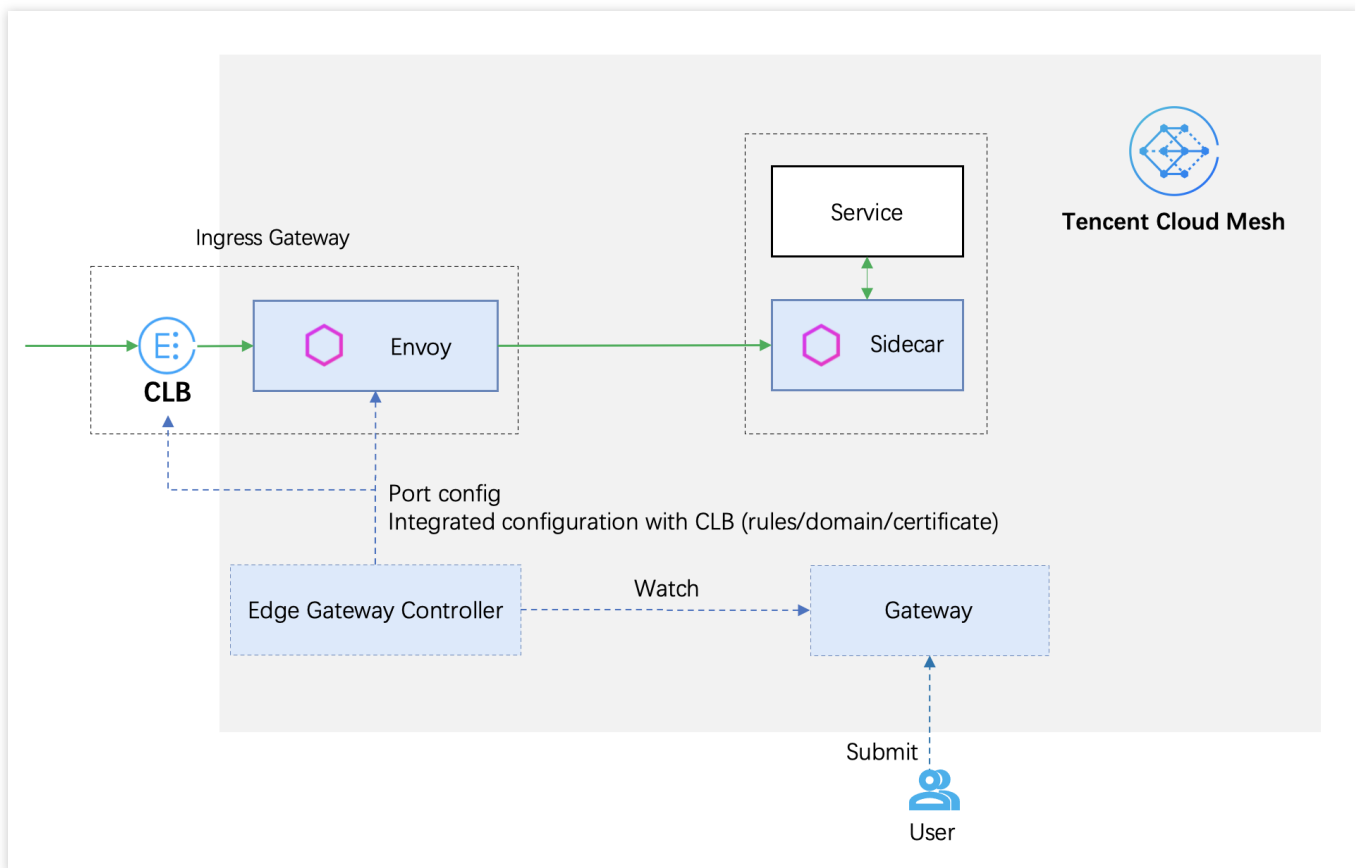 Tencent Cloud Mesh
Service
Ingress Gateway
Envoy
Sidecar
CLB
Port config
Integrated configuration with CLB (rules/domain/certificate)
Edge Gateway Controller
Watch
Gateway
Submit
User